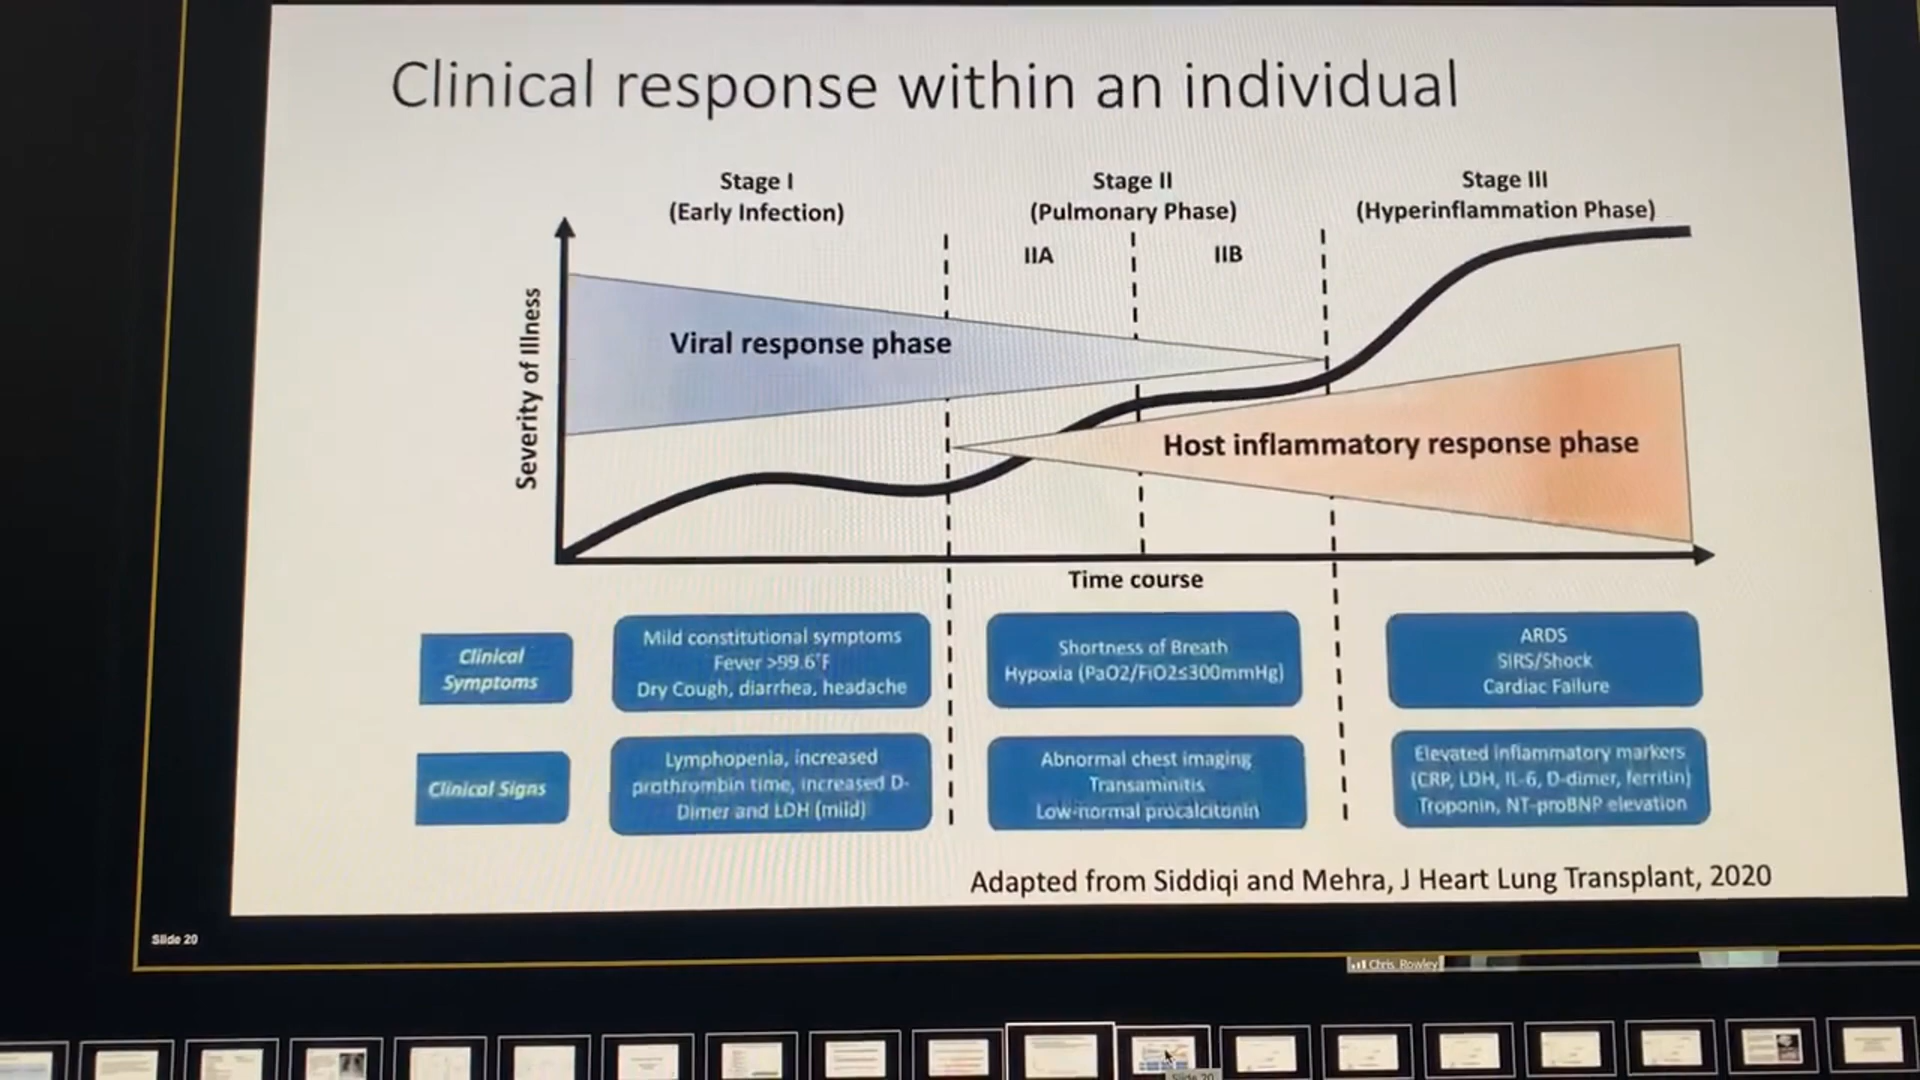 Clinical response within an individual
Stage I
(Early Infection)
Stage II
(Pulmonary Phase)
Stage III
(Hyperinflammation Phase)
IIA
IIB
Severity of Illness
Viral response phase
Host inflammatory response phase
Time course
Clinical
Symptoms
Mild constitutional symptoms
Fever >99.6°F
Dry Cough, diarrhea, headache
Shortness of Breath
Hypoxia (PaO2/FiO2≤300mmHg)
ARDS
SIRS/Shock
Cardiac Failure
Clinical Signs
Lymphopenia, increased
prothrombin time, increased D-
Dimer and LDH (mild)
Abnormal chest imaging
Transaminitis
Low-normal procalcitonin
Elevated inflammatory markers
(CRP, LDH, IL-6, D-dimer, ferritin)
Troponin, NT-proBNP elevation
Adapted from Siddiqi and Mehra, J Heart Lung Transplant, 2020
Slide 20
Chris Rowley
Slide 20